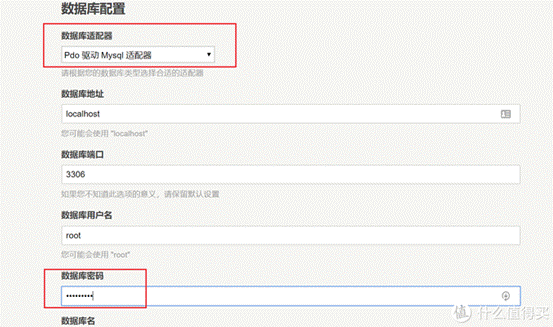 数据库配置
数据库适配器
Pdo 驱动 Mysql 适配器
请根据您的数据库类型选择合适的适配器
数据库地址
localhost
您可能会使用 "localhost"
数据库端口
3306
如果您不知道此选项的意义，请保留默认设置
数据库用户名
root
您可能会使用 "root"
数据库密码
•••••••••
数据库名
值 什么值得买